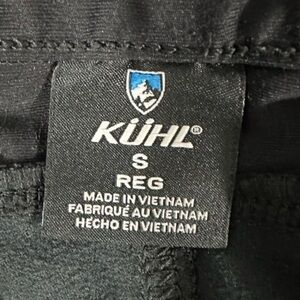 KÜHL®
S
REG
MADE IN VIETNAM
FABRIQUÉ AU VIETNAM
HECHO EN VIETNAM